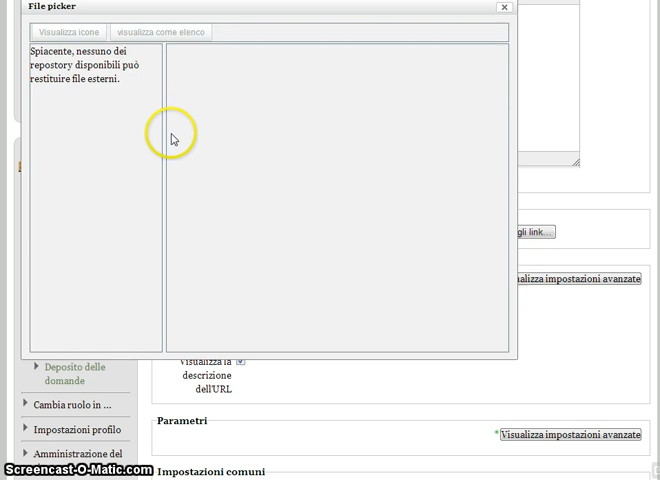 File picker
Visualizza icone
visualizza come elenco
Spiacente, nessuno dei
repostory disponibili può
restituire file esterni.
gli link...
ualizza impostazioni avanzate
Visualizza la
descrizione
dell'URL
Deposito delle
domande
Cambia ruolo in ...
Parametri
Impostazioni profilo
*Visualizza impostazioni avanzate
Amministrazione del
Impostazioni comuni
Screencast-O-Matic.com